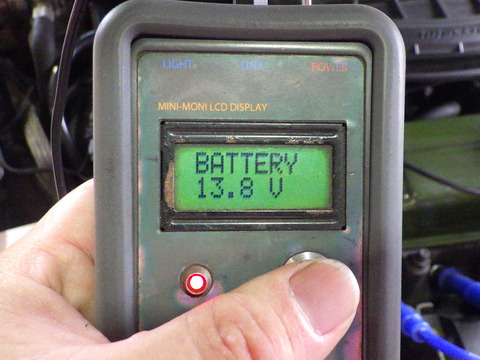 LIGHT LINK POWER
MINI-MONI LCD DISPLAY
BATTERY
13.8 V